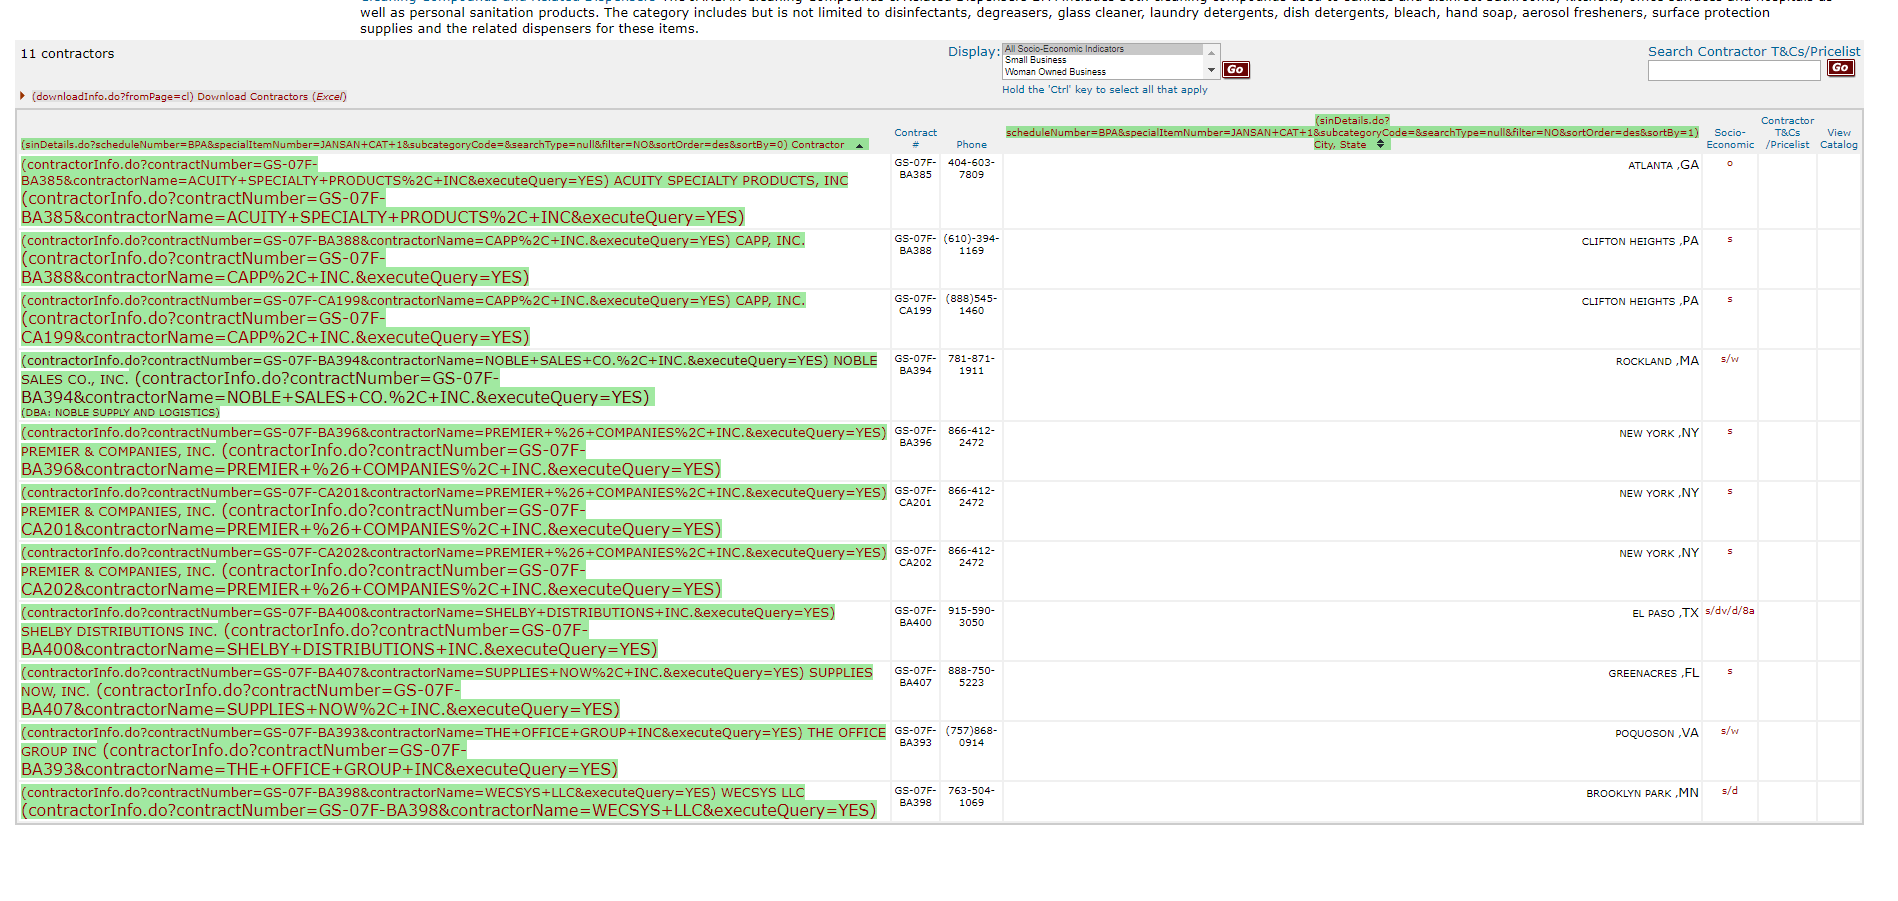 well as personal sanitation products. The category includes but is not limited to disinfectants, degreasers, glass cleaner, laundry detergents, dish detergents, bleach, hand soap, aerosol fresheners, surface protection
supplies and the related dispensers for these items.
11 contractors
Display:
All Socio-Economic Indicators
Small Business
Woman Owned Business
Go
Hold the 'Ctrl' key to select all that apply
Search Contractor T&Cs/Pricelist
Go
(downloadInfo.do?fromPage=cl) Download Contractors (Excel)
(sinDetails.do?scheduleNumber=BPA&specialItemNumber=JANSAN+CAT+1&subcategoryCode=&searchType=null&filter=NO&sortOrder=des&sortBy=0) Contractor
Contract
#
Phone
(sinDetails.do?
scheduleNumber=BPA&specialItemNumber=JANSAN+CAT+1&subcategoryCode=&searchType=null&filter=NO&sortOrder=des&sortBy=1)
City, State
Socio-
Economic
Contractor
T&Cs
/Pricelist
View
Catalog
(contractorInfo.do?contractNumber=GS-07F-
BA385&contractorName=ACUITY+SPECIALTY+PRODUCTS%2C+INC&executeQuery=YES) ACUITY SPECIALTY PRODUCTS, INC
(contractorInfo.do?contractNumber=GS-07F-
BA385&contractorName=ACUITY+SPECIALTY+PRODUCTS%2C+INC&executeQuery=YES)
GS-07F-
BA385
404-603-
7809
ATLANTA ,GA
o
(contractorInfo.do?contractNumber=GS-07F-BA388&contractorName=CAPP%2C+INC.&executeQuery=YES) CAPP, INC.
(contractorInfo.do?contractNumber=GS-07F-
BA388&contractorName=CAPP%2C+INC.&executeQuery=YES)
GS-07F-
BA388
(610)-394-
1169
CLIFTON HEIGHTS ,PA
s
(contractorInfo.do?contractNumber=GS-07F-CA199&contractorName=CAPP%2C+INC.&executeQuery=YES) CAPP, INC.
(contractorInfo.do?contractNumber=GS-07F-
CA199&contractorName=CAPP%2C+INC.&executeQuery=YES)
GS-07F-
CA199
(888)545-
1460
CLIFTON HEIGHTS ,PA
s
(contractorInfo.do?contractNumber=GS-07F-BA394&contractorName=NOBLE+SALES+CO.%2C+INC.&executeQuery=YES) NOBLE
SALES CO., INC. (contractorInfo.do?contractNumber=GS-07F-
BA394&contractorName=NOBLE+SALES+CO.%2C+INC.&executeQuery=YES)
(DBA: NOBLE SUPPLY AND LOGISTICS)
GS-07F-
BA394
781-871-
1911
ROCKLAND ,MA
s/w
(contractorInfo.do?contractNumber=GS-07F-BA396&contractorName=PREMIER+%26+COMPANIES%2C+INC.&executeQuery=YES)
PREMIER & COMPANIES, INC. (contractorInfo.do?contractNumber=GS-07F-
BA396&contractorName=PREMIER+%26+COMPANIES%2C+INC.&executeQuery=YES)
GS-07F-
BA396
866-412-
2472
NEW YORK ,NY
s
(contractorInfo.do?contractNumber=GS-07F-CA201&contractorName=PREMIER+%26+COMPANIES%2C+INC.&executeQuery=YES)
PREMIER & COMPANIES, INC. (contractorInfo.do?contractNumber=GS-07F-
CA201&contractorName=PREMIER+%26+COMPANIES%2C+INC.&executeQuery=YES)
GS-07F-
CA201
866-412-
2472
NEW YORK ,NY
s
(contractorInfo.do?contractNumber=GS-07F-CA202&contractorName=PREMIER+%26+COMPANIES%2C+INC.&executeQuery=YES)
PREMIER & COMPANIES, INC. (contractorInfo.do?contractNumber=GS-07F-
CA202&contractorName=PREMIER+%26+COMPANIES%2C+INC.&executeQuery=YES)
GS-07F-
CA202
866-412-
2472
NEW YORK ,NY
s
(contractorInfo.do?contractNumber=GS-07F-BA400&contractorName=SHELBY+DISTRIBUTIONS+INC.&executeQuery=YES)
SHELBY DISTRIBUTIONS INC. (contractorInfo.do?contractNumber=GS-07F-
BA400&contractorName=SHELBY+DISTRIBUTIONS+INC.&executeQuery=YES)
GS-07F-
BA400
915-590-
3050
EL PASO ,TX
s/dv/d/8a
(contractorInfo.do?contractNumber=GS-07F-BA407&contractorName=SUPPLIES+NOW%2C+INC.&executeQuery=YES) SUPPLIES
NOW, INC. (contractorInfo.do?contractNumber=GS-07F-
BA407&contractorName=SUPPLIES+NOW%2C+INC.&executeQuery=YES)
GS-07F-
BA407
888-750-
5223
GREENACRES ,FL
s
(contractorInfo.do?contractNumber=GS-07F-BA393&contractorName=THE+OFFICE+GROUP+INC&executeQuery=YES) THE OFFICE
GROUP INC (contractorInfo.do?contractNumber=GS-07F-
BA393&contractorName=THE+OFFICE+GROUP+INC&executeQuery=YES)
GS-07F-
BA393
(757)868-
0914
POQUOSON ,VA
s/w
(contractorInfo.do?contractNumber=GS-07F-BA398&contractorName=WECSYS+LLC&executeQuery=YES) WECSYS LLC
(contractorInfo.do?contractNumber=GS-07F-BA398&contractorName=WECSYS+LLC&executeQuery=YES)
GS-07F-
BA398
763-504-
1069
BROOKLYN PARK ,MN
s/d